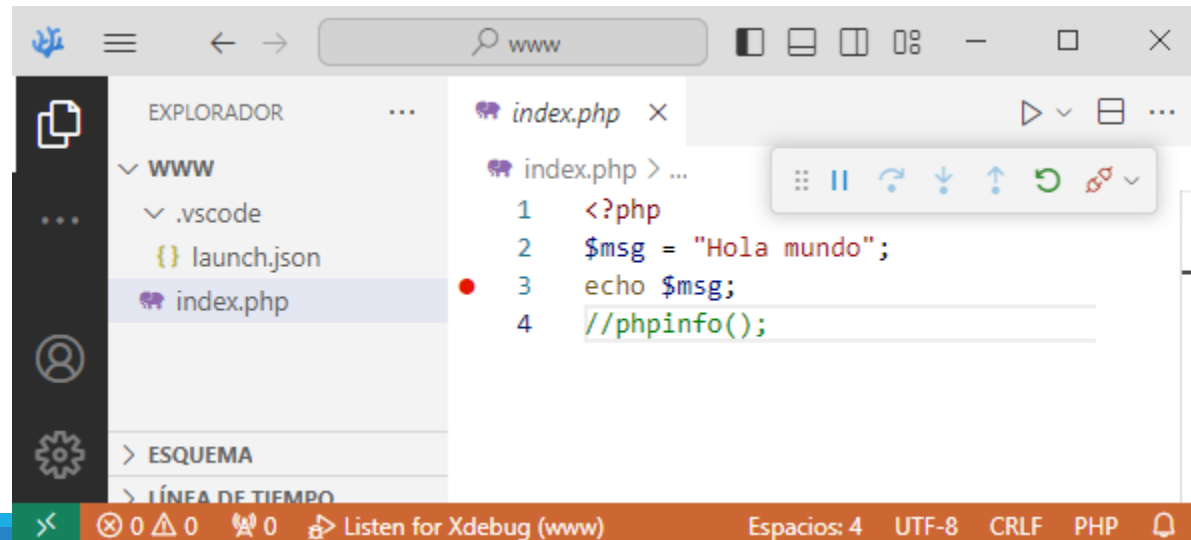 www
EXPLORADOR ...
index.php
WWW
.vscode
{} launch.json
index.php
index.php > ...
1 <?php
2 $msg = "Hola mundo";
3 echo $msg;
4 //phpinfo();
ESQUEMA
LÍNEA DE TIEMPO
0 0 0 Listen for Xdebug (www) Espacios: 4 UTF-8 CRLF PHP